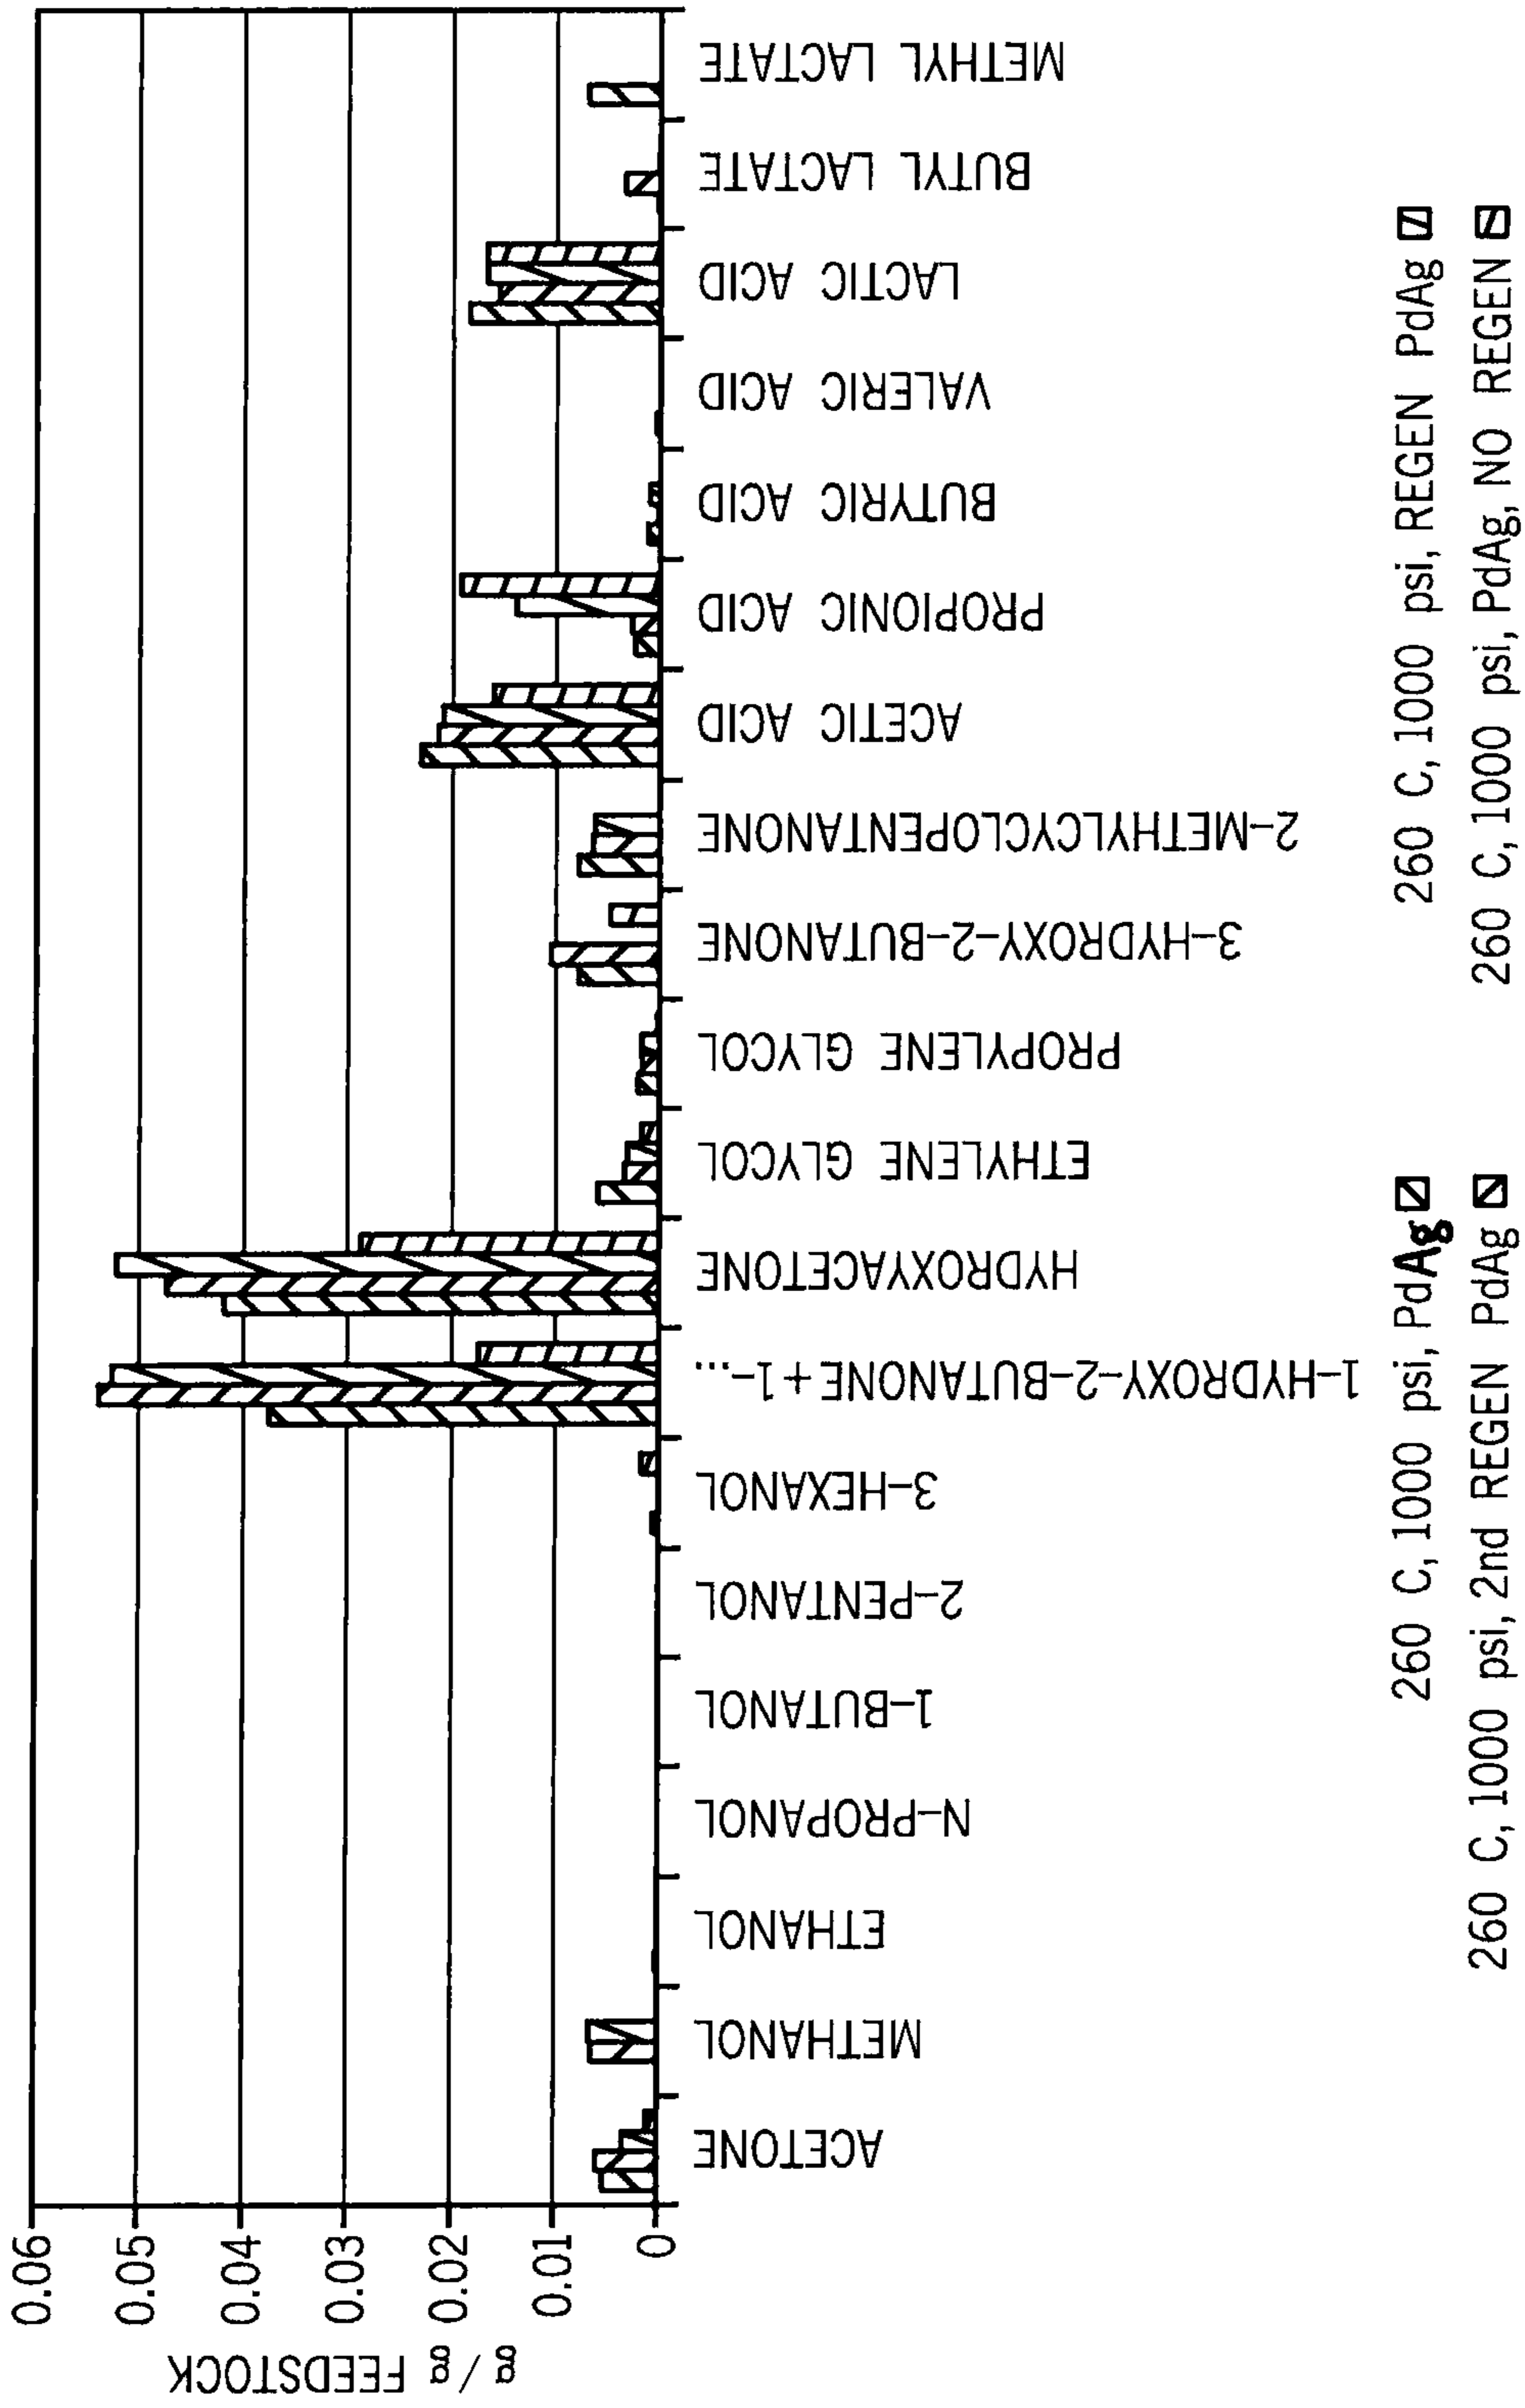 g/g FEEDSTOCK
0.06
0.05
0.04
0.03
0.02
0.01
0
ACETONE
METHANOL
ETHANOL
N-PROPANOL
1-BUTANOL
2-PENTANOL
3-HEXANOL
1-HYDROXY-2-BUTANONE+1-...
HYDROXYACETONE
ETHYLENE GLYCOL
PROPYLENE GLYCOL
3-HYDROXY-2-BUTANONE
2-METHYLCYCLOPENTANONE
ACETIC ACID
PROPIONIC ACID
BUTYRIC ACID
VALERIC ACID
LACTIC ACID
BUTYL LACTATE
METHYL LACTATE
260 C, 1000 psi, PdAg
260 C, 1000 psi, REGEN PdAg
260 C, 1000 psi, 2nd REGEN PdAg
260 C, 1000 psi, PdAg, NO REGEN